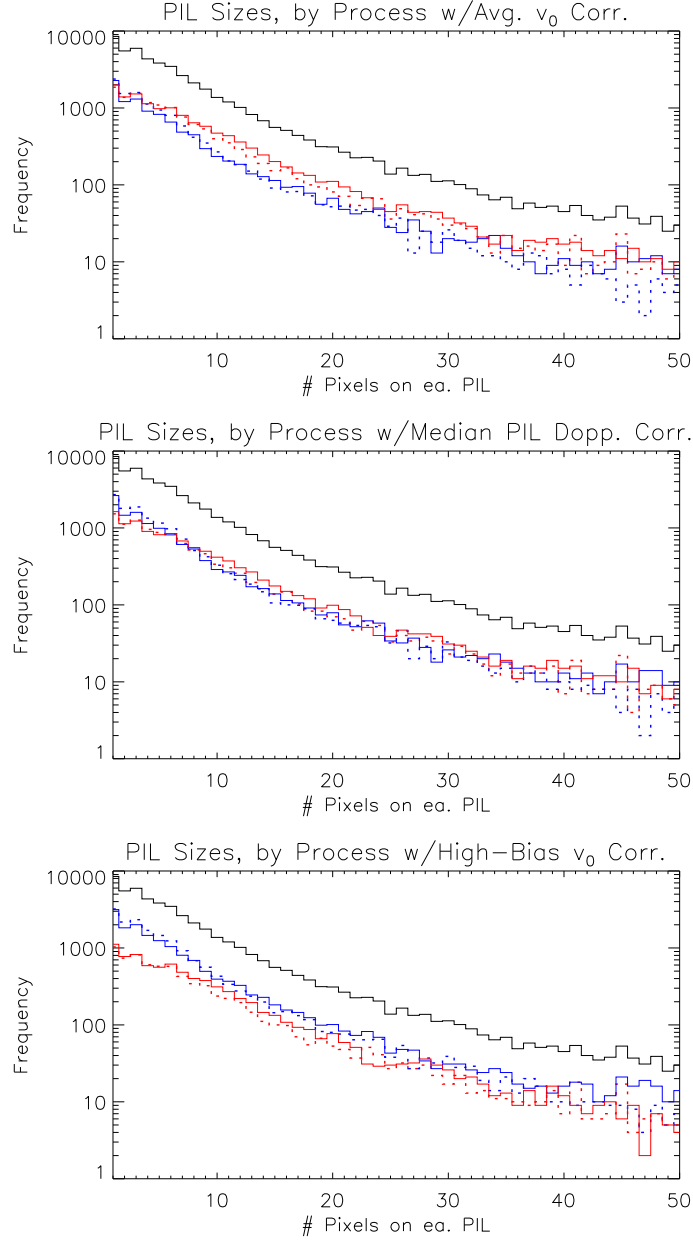 PIL Sizes, by Process w/Avg. v₀ Corr.
10000
1000
100
10
1
Frequency
10 20 30 40 50
# Pixels on ea. PIL
PIL Sizes, by Process w/Median PIL Dopp. Corr.
10000
1000
100
10
1
Frequency
10 20 30 40 50
# Pixels on ea. PIL
PIL Sizes, by Process w/High-Bias v₀ Corr.
10000
1000
100
10
1
Frequency
10 20 30 40 50
# Pixels on ea. PIL